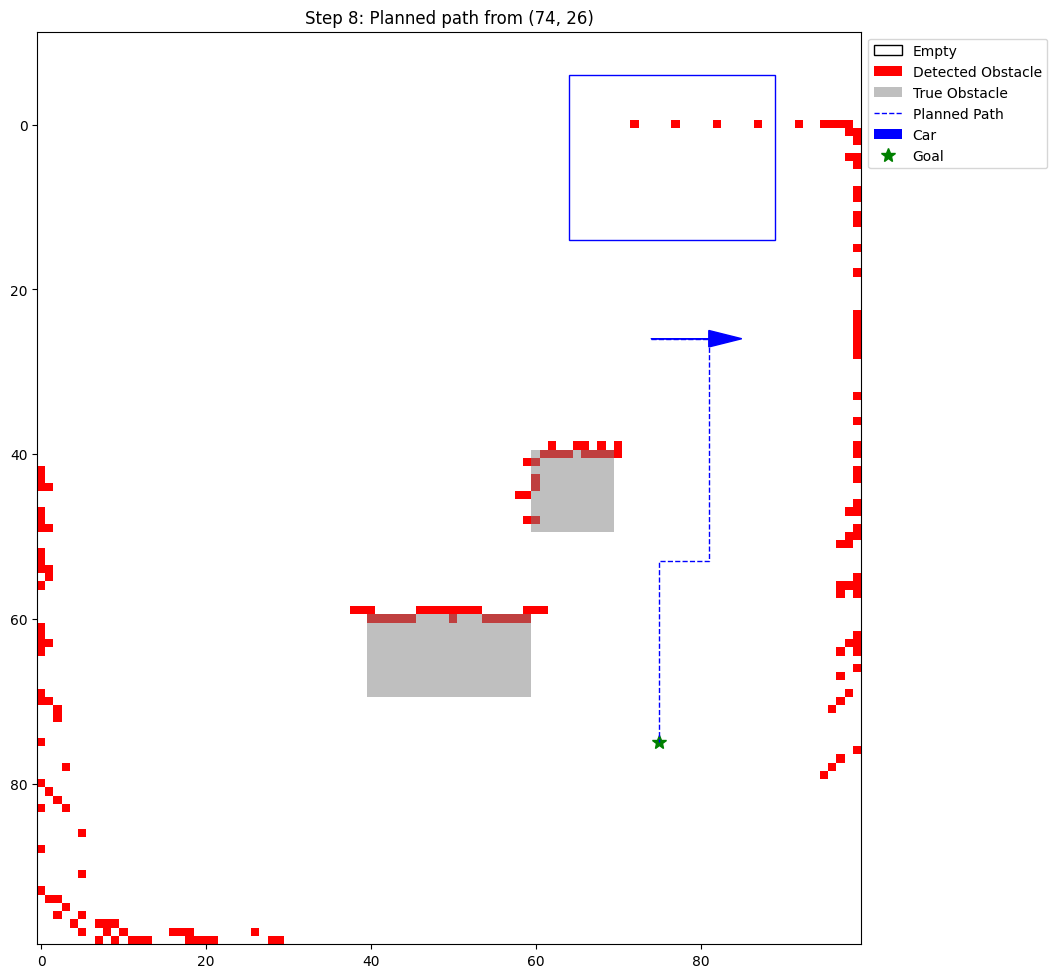 Step 8: Planned path from (74, 26)
Empty
Detected Obstacle
True Obstacle
Planned Path
Car
Goal
0
20
40
60
80
0 20 40 60 80